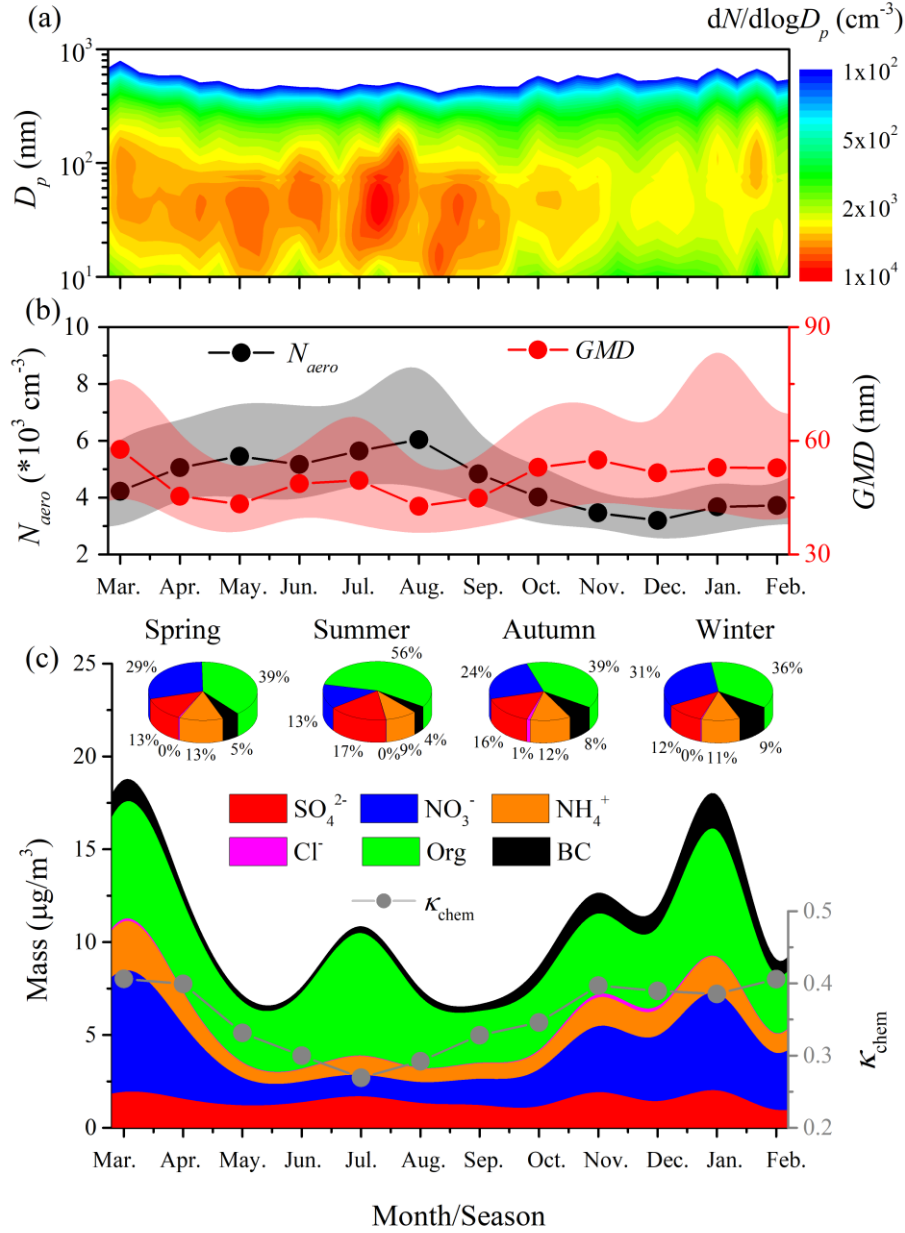 (a)
dN/dlogDₚ (cm⁻³)
10³
10²
10¹
Dₚ (nm)
1x10²
5x10²
2x10³
1x10⁴
(b)
10
8
6
4
2
N_aero (*10³ cm⁻³)
N_aero
GMD
90
60
30
GMD (nm)
Mar. Apr. May. Jun. Jul. Aug. Sep. Oct. Nov. Dec. Jan. Feb.
Spring Summer Autumn Winter
(c)
29% 39% 13% 0% 13% 5%
56% 13% 17% 0% 9% 4%
24% 39% 16% 1% 12% 8%
31% 36% 12% 0% 11% 9%
SO₄²⁻ NO₃⁻ NH₄⁺
Cl⁻ Org BC
κ_chem
25
20
15
10
5
0
Mass (μg/m³)
0.5
0.4
0.3
0.2
κ_chem
Mar. Apr. May. Jun. Jul. Aug. Sep. Oct. Nov. Dec. Jan. Feb.
Month/Season